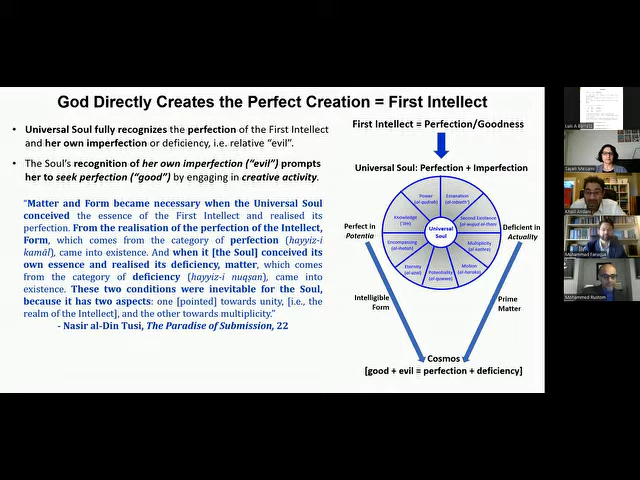 God Directly Creates the Perfect Creation = First Intellect
• Universal Soul fully recognizes the perfection of the First Intellect
and her own imperfection or deficiency, i.e. relative "evil".
• The Soul's recognition of her own imperfection ("evil") prompts
her to seek perfection ("good") by engaging in creative activity.
"Matter and Form became necessary when the Universal Soul
conceived the essence of the First Intellect and realised its
perfection. From the realisation of the perfection of the Intellect,
Form, which comes from the category of perfection [hayyiz-i
kamāl], came into existence. And when it [the Soul] conceived its
own essence and realised its deficiency, matter, which comes
from the category of deficiency [hayyiz-i nuqsan], came into
existence. These two conditions were inevitable for the Soul,
because it has two aspects: one [pointed] towards unity, [i.e., the
realm of the Intellect], and the other towards multiplicity."
- Nasir al-Din Tusi, The Paradise of Submission, 22
First Intellect = Perfection/Goodness
Universal Soul: Perfection + Imperfection
Power
(al-qudrah)
Emanation
Second Existence
Multiplicity
(al-kathra)
Motion
(al-haraka)
Potentiality
(al-quwwa)
Eternity
(al-azal)
Encompassing
(al-ihatah)
Knowledge
('ilm)
Universal
Soul
Perfect in
Potentia
Deficient in
Actuality
Intelligible
Form
Prime
Matter
Cosmos
[good + evil = perfection + deficiency]
Khalil Andani
Muhammad Faruque
Mohammed Rustom